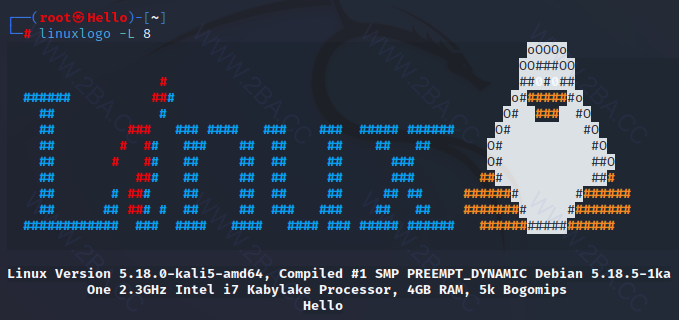 ┌──(root㉿Hello)-[~]
└─# linuxlogo -L 8
Linux Version 5.18.0-kali5-amd64, Compiled #1 SMP PREEMPT_DYNAMIC Debian 5.18.5-1ka
One 2.3GHz Intel i7 Kabylake Processor, 4GB RAM, 5k Bogomips
Hello